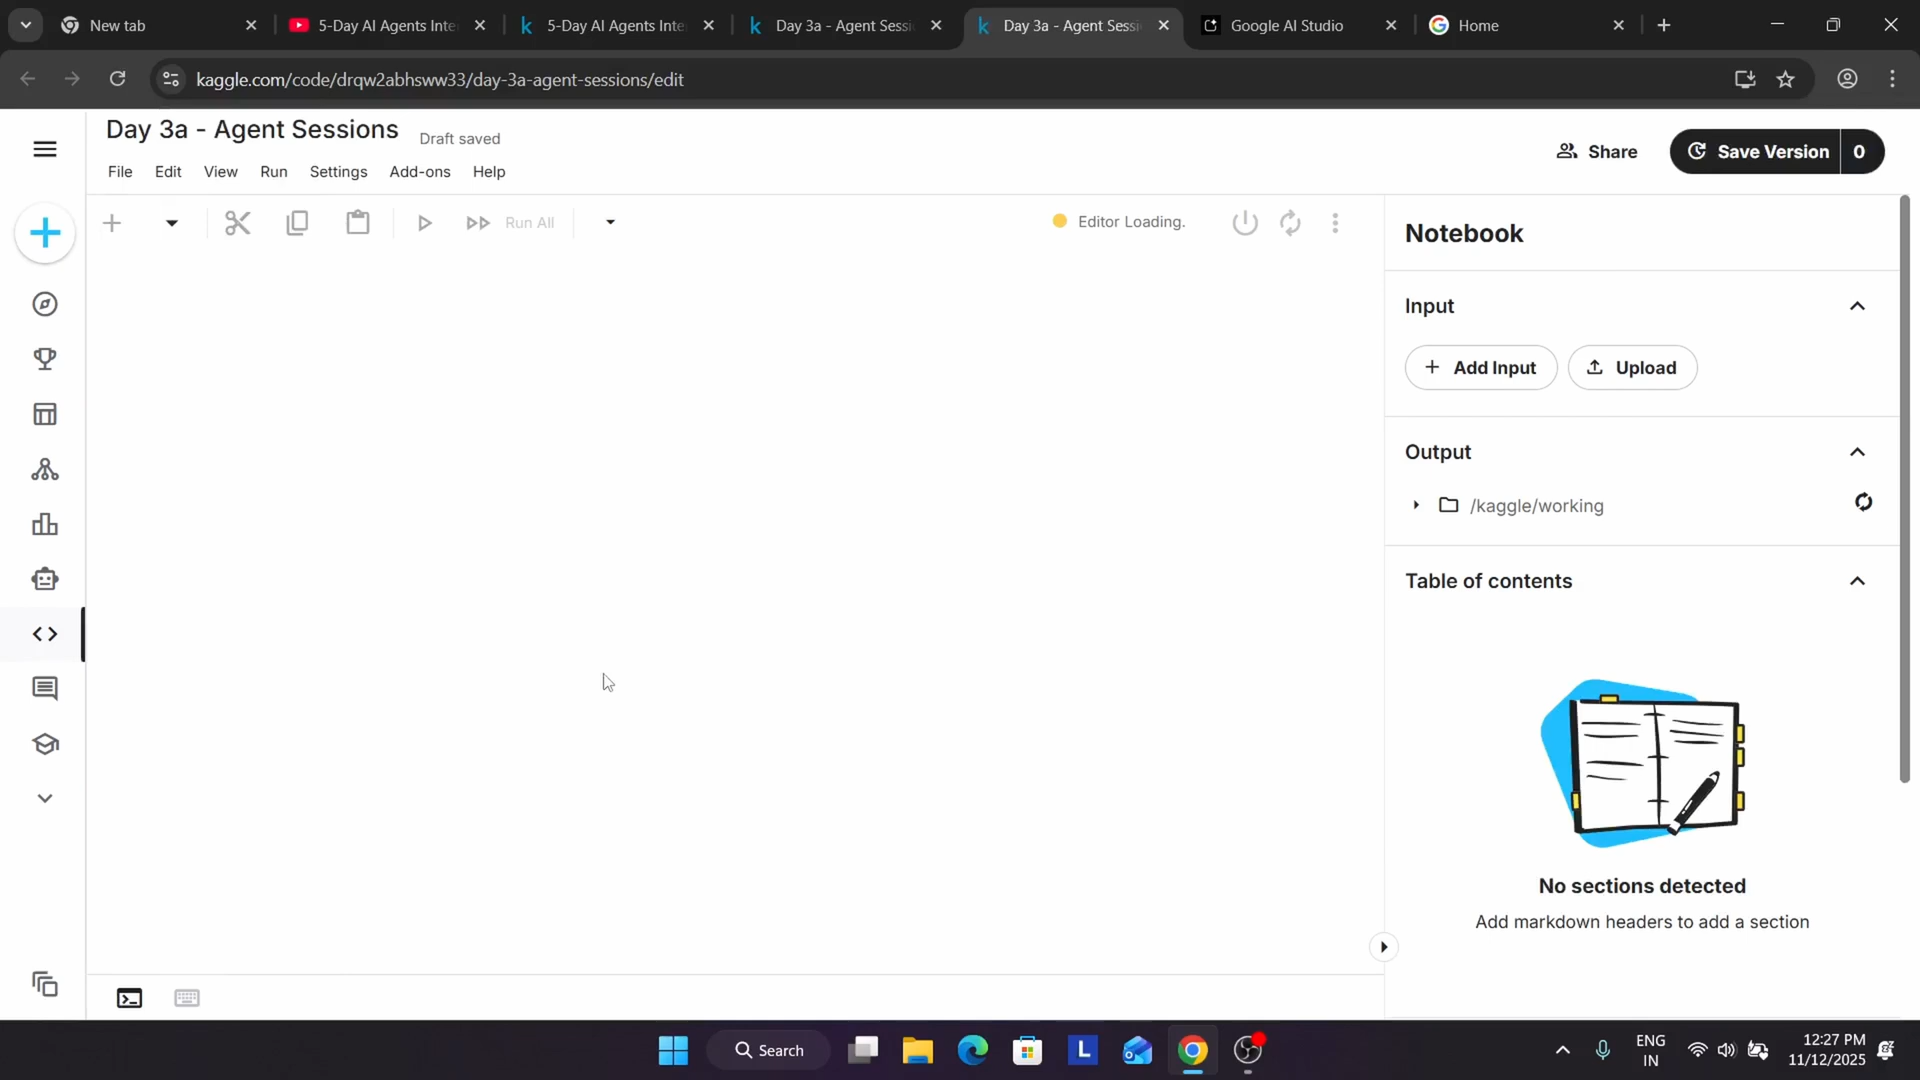 New tab
5-Day AI Agents Inte
5-Day AI Agents Inte
Day 3a - Agent Sessi
Day 3a - Agent Sessi
Google AI Studio
Home
kaggle.com/code/drqw2abhsww33/day-3a-agent-sessions/edit
Day 3a - Agent Sessions
Draft saved
File Edit View Run Settings Add-ons Help
Share
Save Version 0
Run All
Editor Loading.
Notebook
Input
Add Input
Upload
Output
/kaggle/working
Table of contents
No sections detected
Add markdown headers to add a section
Search
L
ENG
IN
12:27 PM
11/12/2025